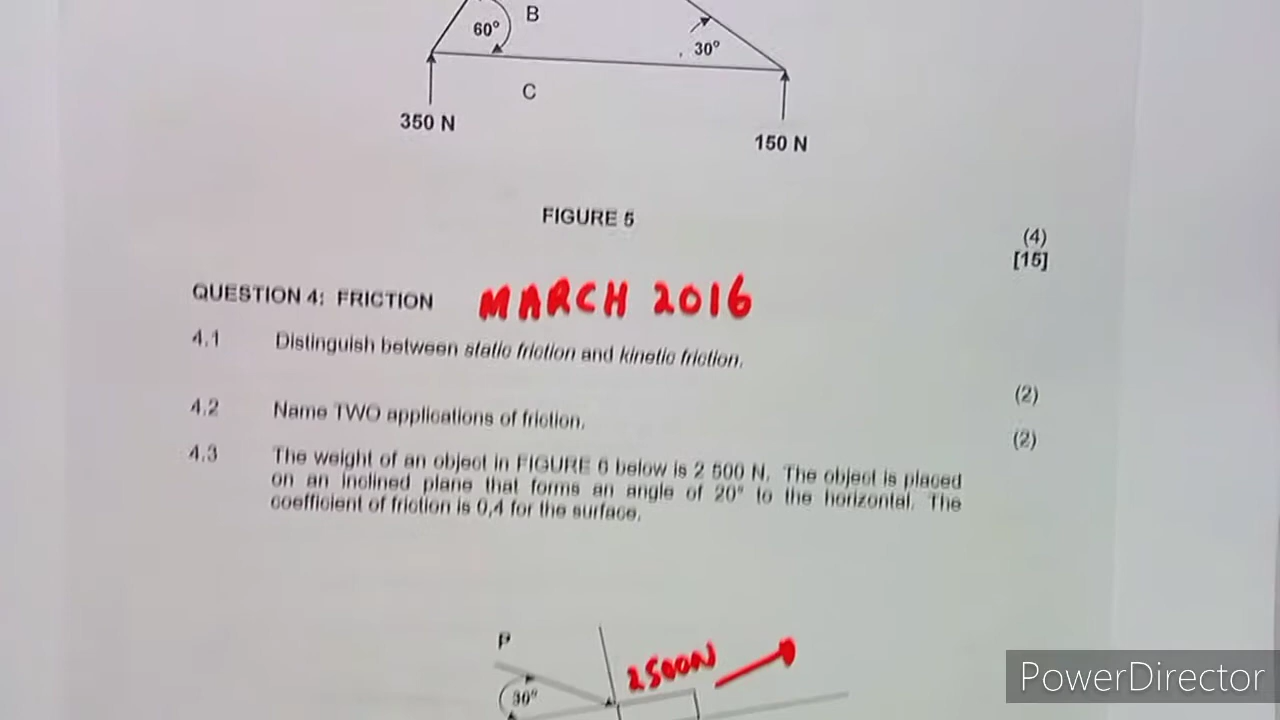 B
60°
30°
C
350 N
150 N
FIGURE 5
(4)
[15]
QUESTION 4: FRICTION MARCH 2016
4.1 Distinguish between static friction and kinetic friction.
(2)
4.2 Name TWO applications of friction.
(2)
4.3 The weight of an object in FIGURE 6 below is 2 500 N. The object is placed
on an inclined plane that forms an angle of 20° to the horizontal. The
coefficient of friction is 0,4 for the surface.
P
2500N
30°
PowerDirector